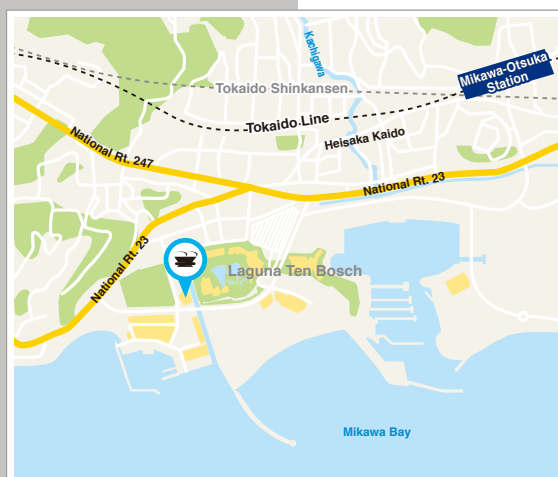 Kachigawa
Tokaido Shinkansen
Mikawa-Otsuka
Station
Tokaido Line
Heisaka Kaido
National Rt. 247
National Rt. 23
National Rt. 23
Laguna Ten Bosch
Mikawa Bay